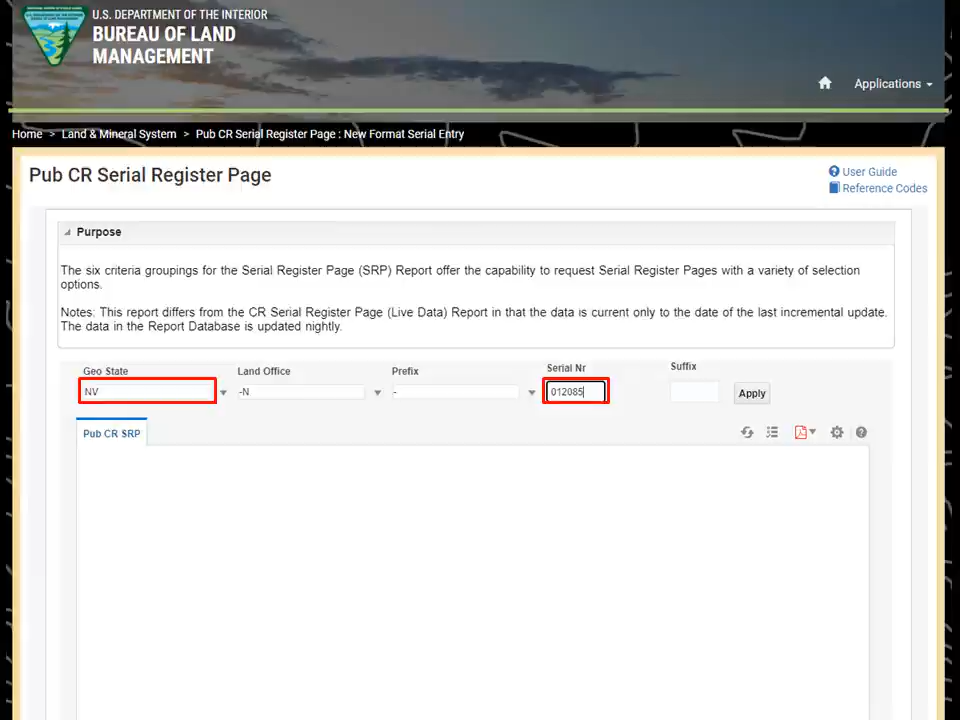 U.S. DEPARTMENT OF THE INTERIOR
BUREAU OF LAND
MANAGEMENT
Applications
Home > Land & Mineral System > Pub CR Serial Register Page : New Format Serial Entry
Pub CR Serial Register Page
User Guide
Reference Codes
Purpose
The six criteria groupings for the Serial Register Page (SRP) Report offer the capability to request Serial Register Pages with a variety of selection
options.
Notes: This report differs from the CR Serial Register Page (Live Data) Report in that the data is current only to the date of the last incremental update.
The data in the Report Database is updated nightly.
Geo State Land Office Prefix Serial Nr Suffix
NV -N - 012085 Apply
Pub CR SRP